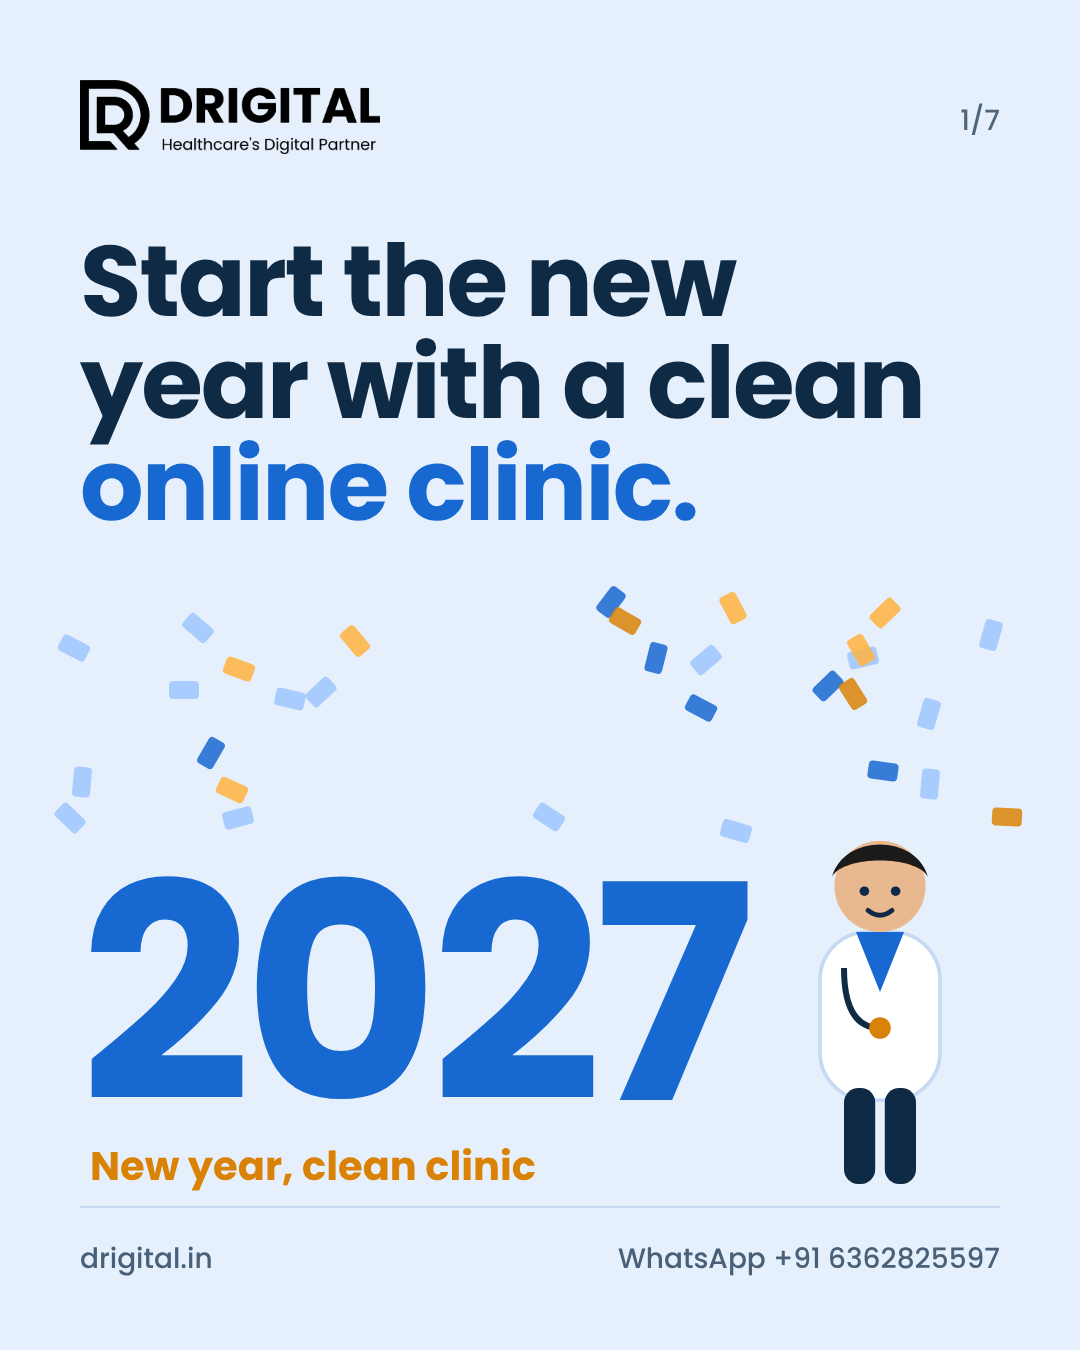 DRIGITAL
Healthcare's Digital Partner
1/7
Start the new
year with a clean
online clinic.
2027
New year, clean clinic
drigital.in
WhatsApp +91 6362825597